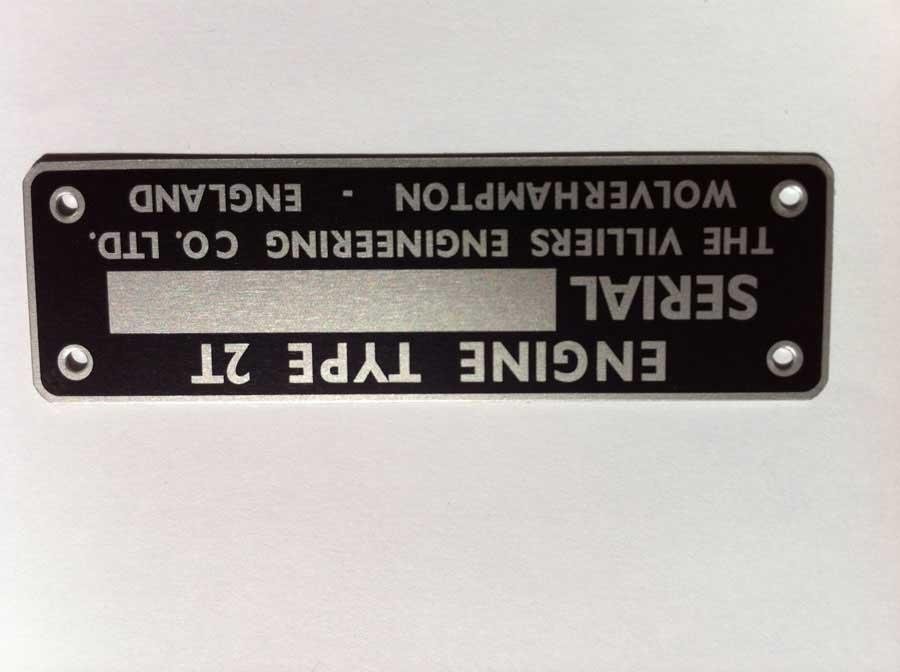 ENGINE TYPE 2T
SERIAL
THE VILLIERS ENGINEERING CO. LTD.
WOLVERHAMPTON - ENGLAND